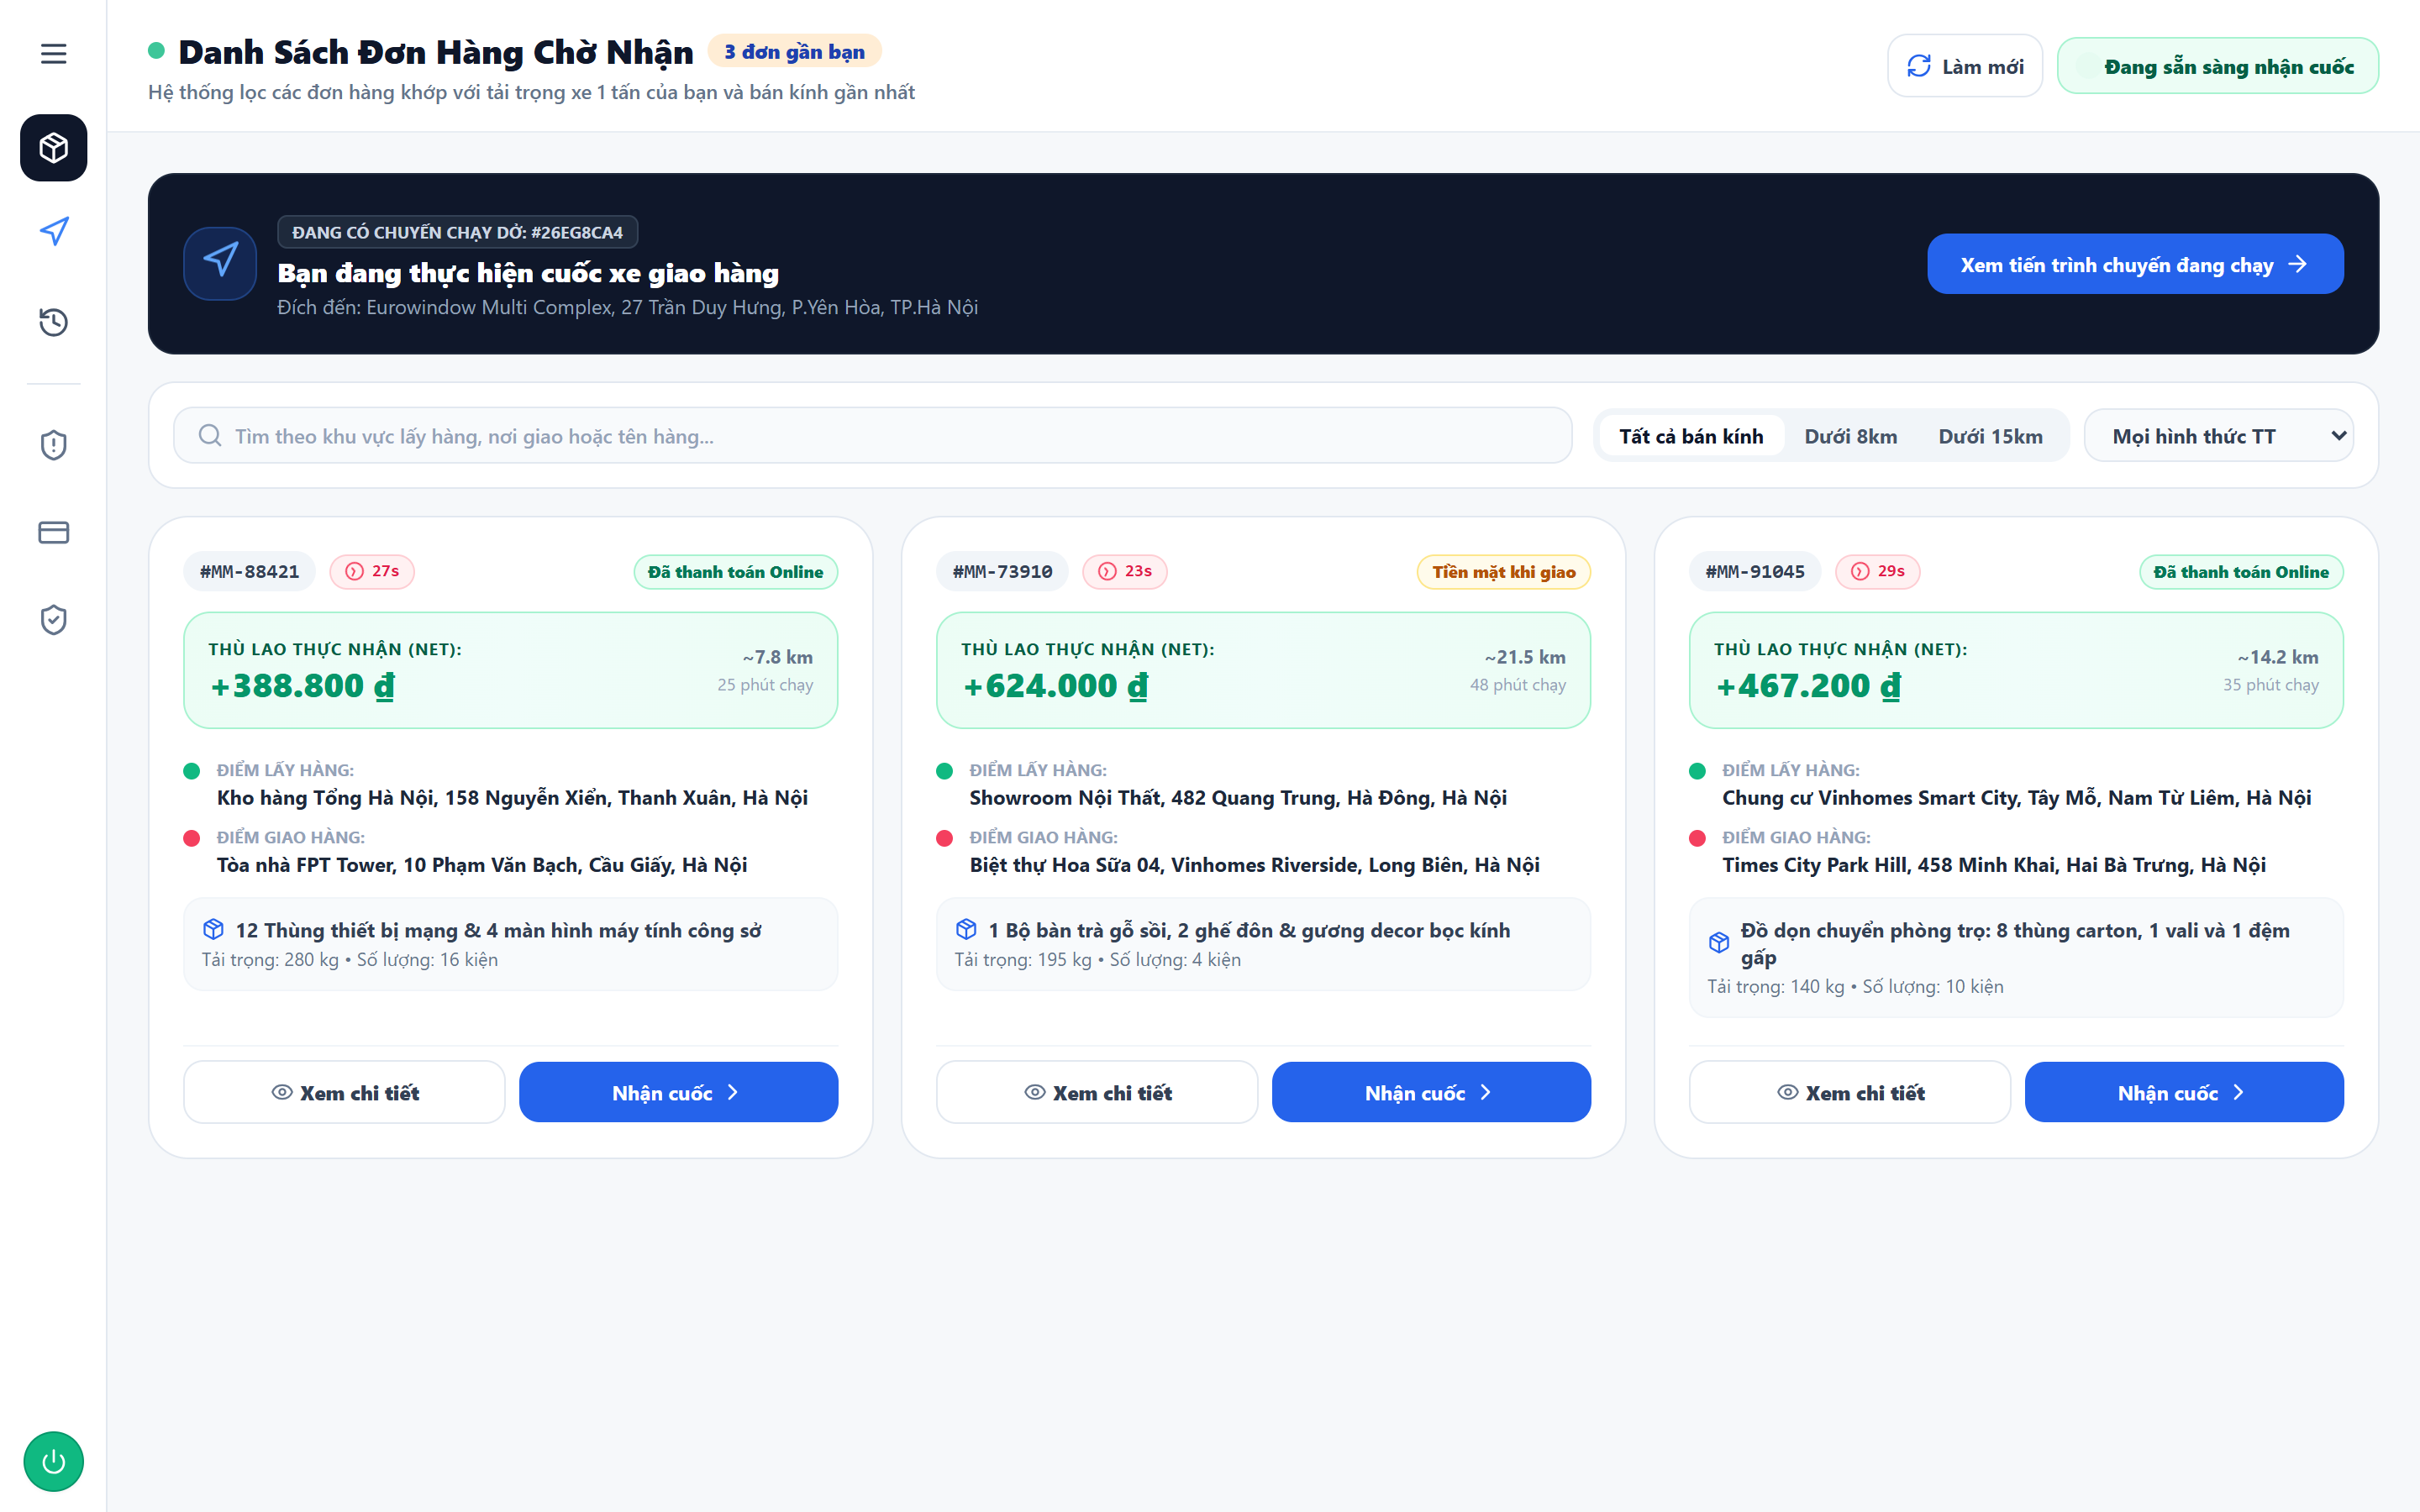 Danh Sách Đơn Hàng Chờ Nhận
3 đơn gần bạn
Hệ thống lọc các đơn hàng khớp với tải trọng xe 1 tấn của bạn và bán kính gần nhất
Làm mới
Đang sẵn sàng nhận cuốc
ĐANG CÓ CHUYẾN CHẠY DỞ: #26EG8CA4
Bạn đang thực hiện cuốc xe giao hàng
Đích đến: Eurowindow Multi Complex, 27 Trần Duy Hưng, P.Yên Hòa, TP.Hà Nội
Xem tiến trình chuyến đang chạy
Tìm theo khu vực lấy hàng, nơi giao hoặc tên hàng...
Tất cả bán kính
Dưới 8km
Dưới 15km
Mọi hình thức TT
#MM-88421
27s
Đã thanh toán Online
THÙ LAO THỰC NHẬN (NET):
+388.800 ₫
~7.8 km
25 phút chạy
ĐIỂM LẤY HÀNG:
Kho hàng Tổng Hà Nội, 158 Nguyễn Xiển, Thanh Xuân, Hà Nội
ĐIỂM GIAO HÀNG:
Tòa nhà FPT Tower, 10 Phạm Văn Bạch, Cầu Giấy, Hà Nội
12 Thùng thiết bị mạng & 4 màn hình máy tính công sở
Tải trọng: 280 kg • Số lượng: 16 kiện
Xem chi tiết
Nhận cuốc
#MM-73910
23s
Tiền mặt khi giao
THÙ LAO THỰC NHẬN (NET):
+624.000 ₫
~21.5 km
48 phút chạy
ĐIỂM LẤY HÀNG:
Showroom Nội Thất, 482 Quang Trung, Hà Đông, Hà Nội
ĐIỂM GIAO HÀNG:
Biệt thự Hoa Sữa 04, Vinhomes Riverside, Long Biên, Hà Nội
1 Bộ bàn trà gỗ sồi, 2 ghế đôn & gương decor bọc kính
Tải trọng: 195 kg • Số lượng: 4 kiện
Xem chi tiết
Nhận cuốc
#MM-91045
29s
Đã thanh toán Online
THÙ LAO THỰC NHẬN (NET):
+467.200 ₫
~14.2 km
35 phút chạy
ĐIỂM LẤY HÀNG:
Chung cư Vinhomes Smart City, Tây Mỗ, Nam Từ Liêm, Hà Nội
ĐIỂM GIAO HÀNG:
Times City Park Hill, 458 Minh Khai, Hai Bà Trưng, Hà Nội
Đồ dọn chuyển phòng trọ: 8 thùng carton, 1 vali và 1 đệm
gấp
Tải trọng: 140 kg • Số lượng: 10 kiện
Xem chi tiết
Nhận cuốc